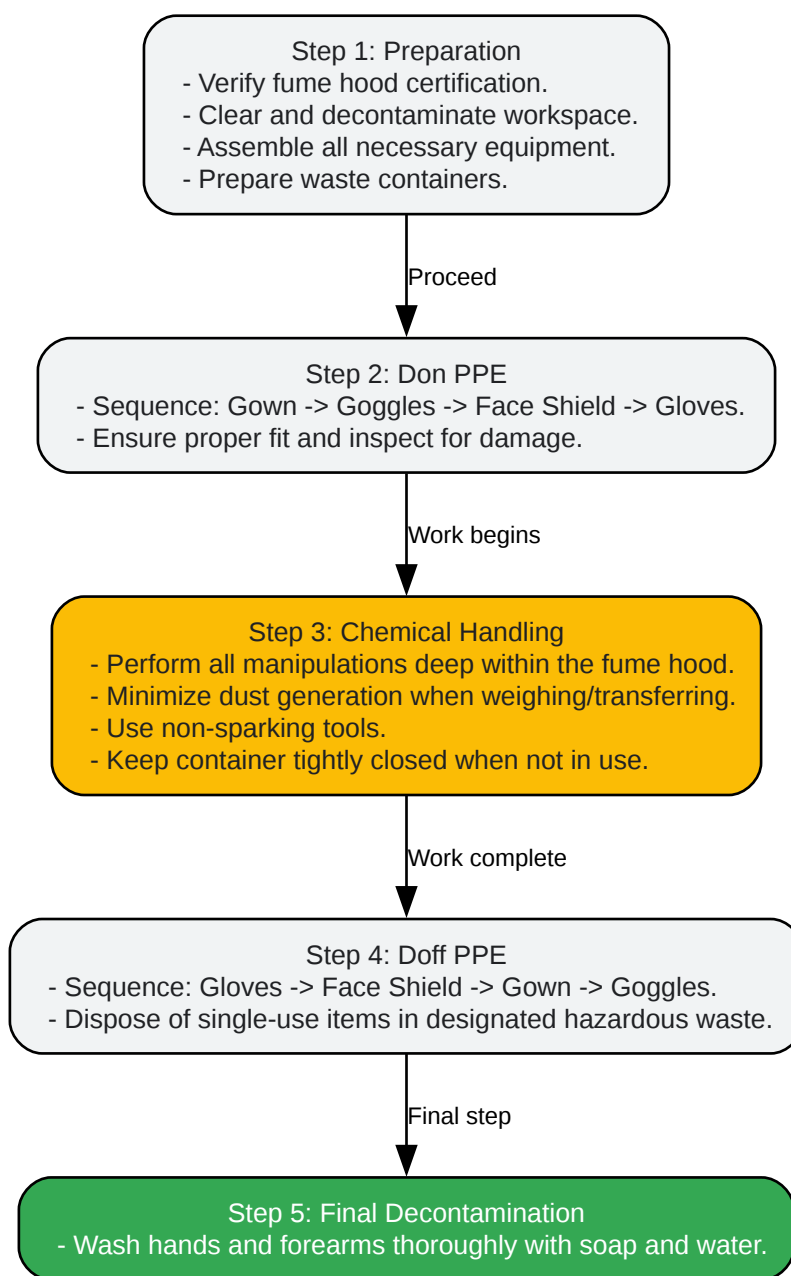 Step 1: Preparation
- Verify fume hood certification.
- Clear and decontaminate workspace.
- Assemble all necessary equipment.
- Prepare waste containers.
Proceed
Step 2: Don PPE
- Sequence: Gown -> Goggles -> Face Shield -> Gloves.
- Ensure proper fit and inspect for damage.
Work begins
Step 3: Chemical Handling
- Perform all manipulations deep within the fume hood.
- Minimize dust generation when weighing/transferring.
- Use non-sparking tools.
- Keep container tightly closed when not in use.
Work complete
Step 4: Doff PPE
- Sequence: Gloves -> Face Shield -> Gown -> Goggles.
- Dispose of single-use items in designated hazardous waste.
Final step
Step 5: Final Decontamination
- Wash hands and forearms thoroughly with soap and water.